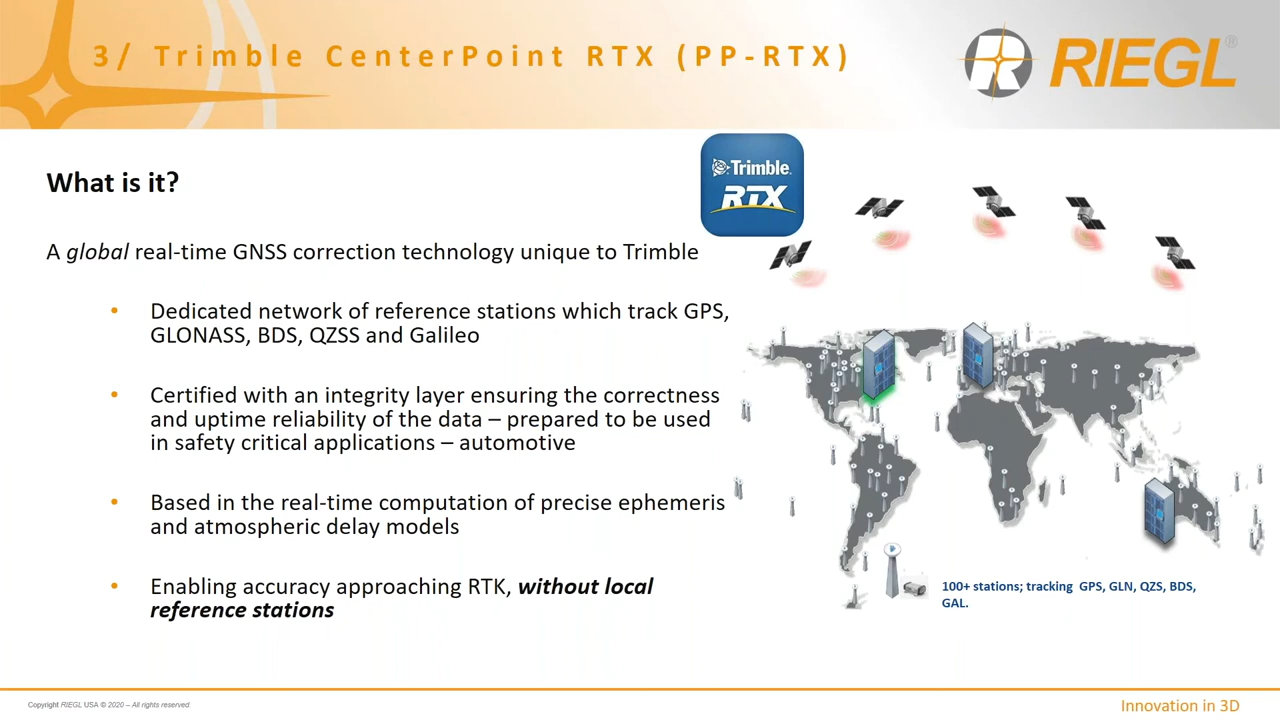 3/ Trimble CenterPoint RTX (PP-RTX)
RIEGL®
What is it?
Trimble.
RTX
A global real-time GNSS correction technology unique to Trimble
• Dedicated network of reference stations which track GPS,
GLONASS, BDS, QZSS and Galileo
• Certified with an integrity layer ensuring the correctness
and uptime reliability of the data – prepared to be used
in safety critical applications – automotive
• Based in the real-time computation of precise ephemeris
and atmospheric delay models
• Enabling accuracy approaching RTK, without local
reference stations
100+ stations; tracking GPS, GLN, QZS, BDS,
GAL.
Copyright RIEGL USA © 2020 – All rights reserved.
Innovation in 3D